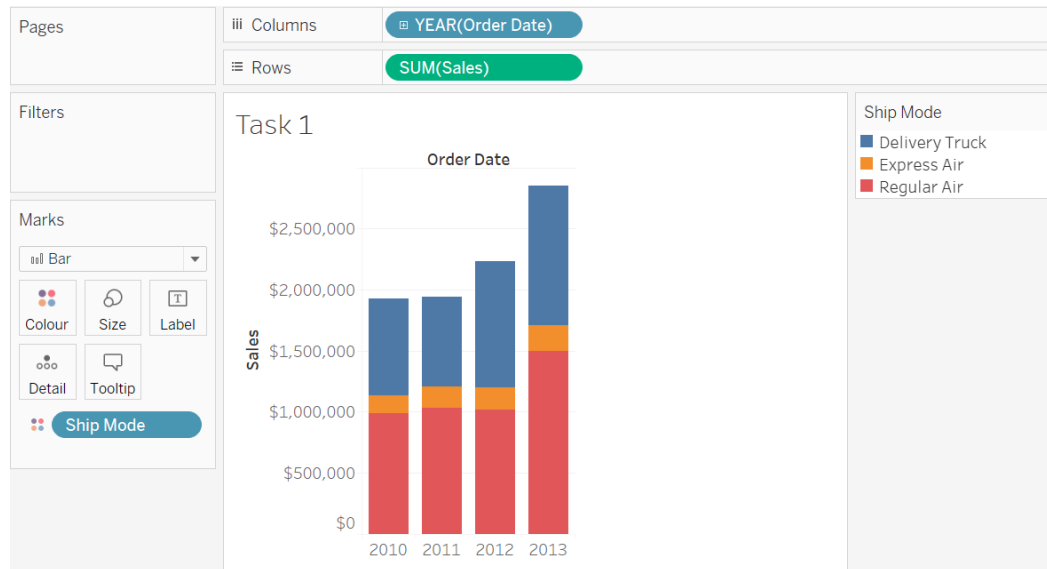 Pages
Columns
YEAR(Order Date)
Rows
SUM(Sales)
Filters
Marks
Bar
Colour
Size
T
Label
Detail
Tooltip
Ship Mode
Task 1
Order Date
Sales
$2,500,000
$2,000,000
$1,500,000
$1,000,000
$500,000
$0
2010 2011 2012 2013
Ship Mode
Delivery Truck
Express Air
Regular Air